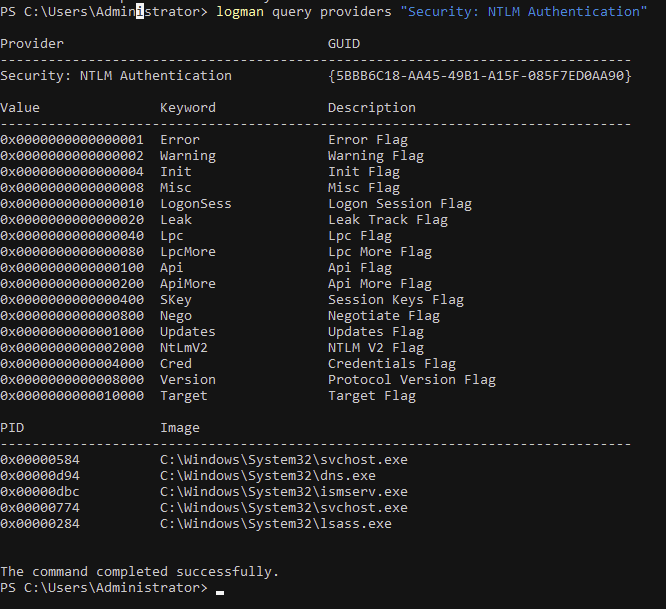 PS C:\Users\Administrator> logman query providers "Security: NTLM Authentication"
Provider GUID
-------------------------------------------------------------------------------
Security: NTLM Authentication {5BBB6C18-AA45-49B1-A15F-085F7ED0AA90}
Value Keyword Description
-------------------------------------------------------------------------------
0x0000000000000001 Error Error Flag
0x0000000000000002 Warning Warning Flag
0x0000000000000004 Init Init Flag
0x0000000000000008 Misc Misc Flag
0x0000000000000010 LogonSess Logon Session Flag
0x0000000000000020 Leak Leak Track Flag
0x0000000000000040 Lpc Lpc Flag
0x0000000000000080 LpcMore Lpc More Flag
0x0000000000000100 Api Api Flag
0x0000000000000200 ApiMore Api More Flag
0x0000000000000400 SKey Session Keys Flag
0x0000000000000800 Nego Negotiate Flag
0x0000000000001000 Updates Updates Flag
0x0000000000002000 NtLmV2 NTLM V2 Flag
0x0000000000004000 Cred Credentials Flag
0x0000000000008000 Version Protocol Version Flag
0x0000000000010000 Target Target Flag
PID Image
-------------------------------------------------------------------------------
0x00000584 C:\Windows\System32\svchost.exe
0x00000d94 C:\Windows\System32\dns.exe
0x00000dbc C:\Windows\System32\ismserv.exe
0x00000774 C:\Windows\System32\svchost.exe
0x00000284 C:\Windows\System32\lsass.exe
The command completed successfully.
PS C:\Users\Administrator>